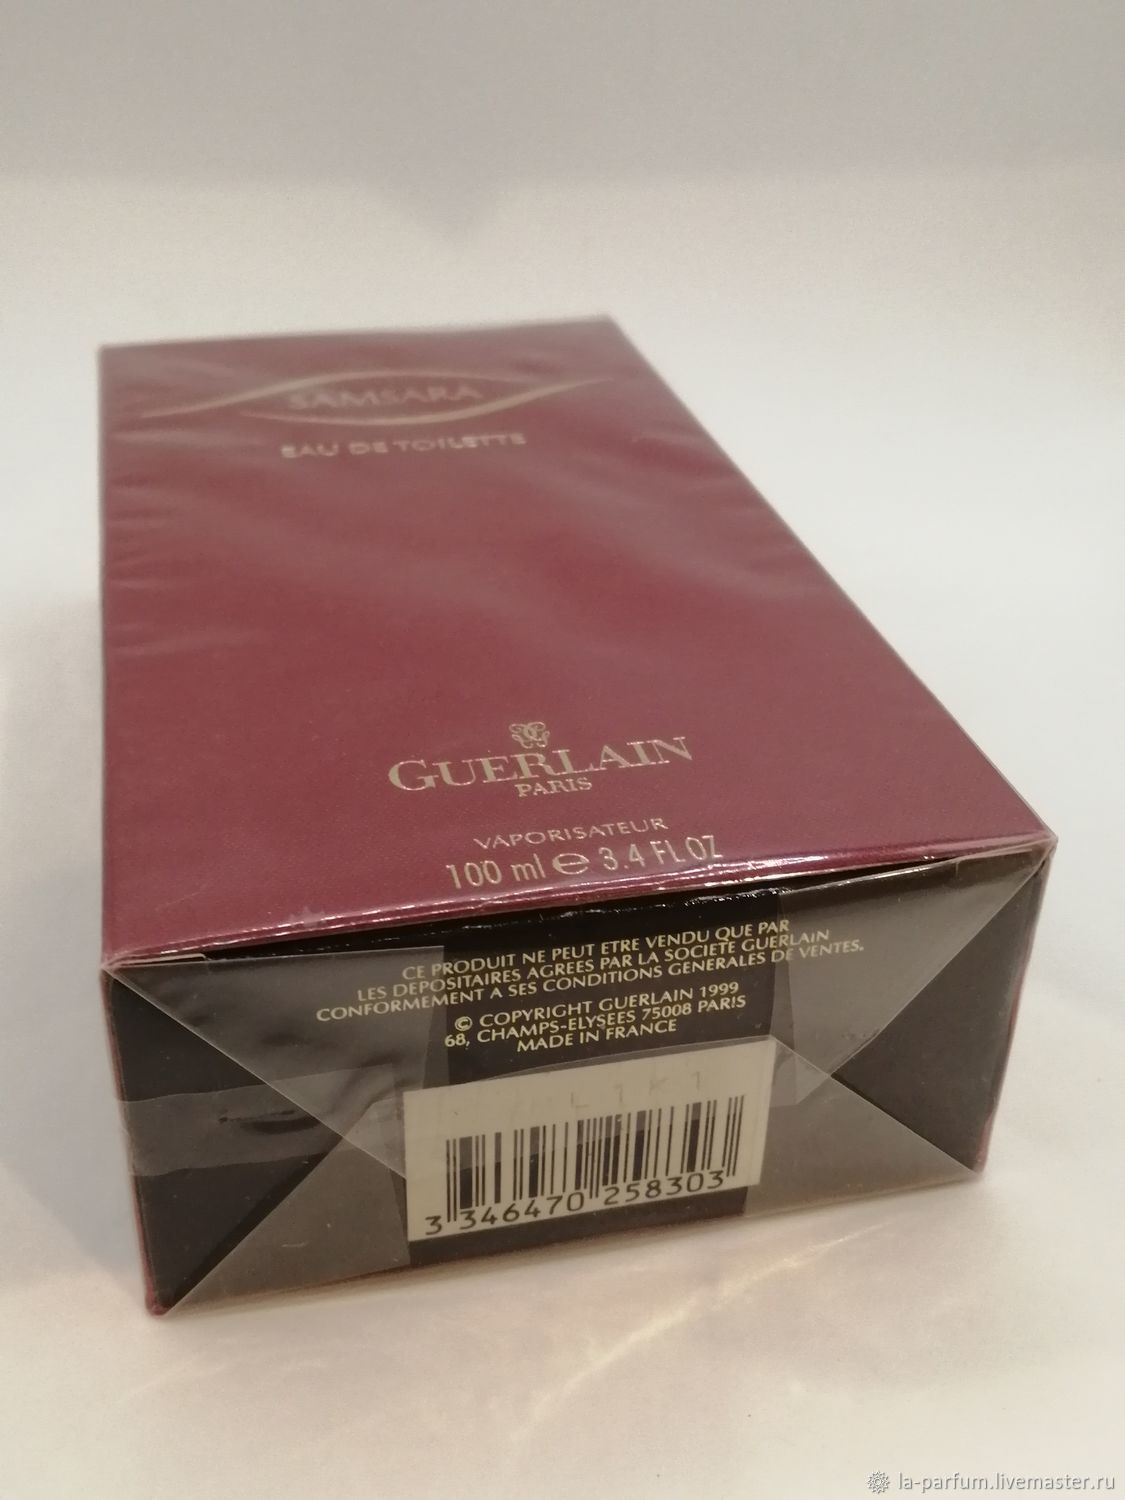 SAMSARA
EAU DE TOILETTE
GUERLAIN
PARIS
VAPORISATEUR
100 ml ℮ 3.4 FL.OZ
CE PRODUIT NE PEUT ETRE VENDU QUE PAR
LES DEPOSITAIRES AGREES PAR LA SOCIETE GUERLAIN
CONFORMEMENT A SES CONDITIONS GENERALES DE VENTES.
© COPYRIGHT GUERLAIN 1999
68, CHAMPS-ELYSEES 75008 PARIS
MADE IN FRANCE
L1K1
3 346470 258303
la-parfum.livemaster.ru